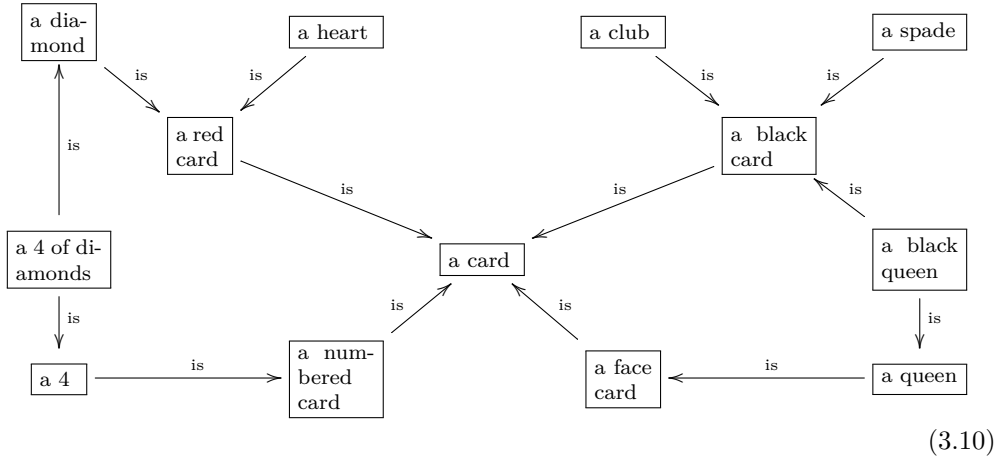 a dia-
mond
a heart
a club
a spade
is
is
is
is
a red
card
a black
card
is
is
is
is
a 4 of di-
amonds
a card
a black
queen
is
is
is
is
a 4
is
a num-
bered
card
a face
card
is
a queen
(3.10)